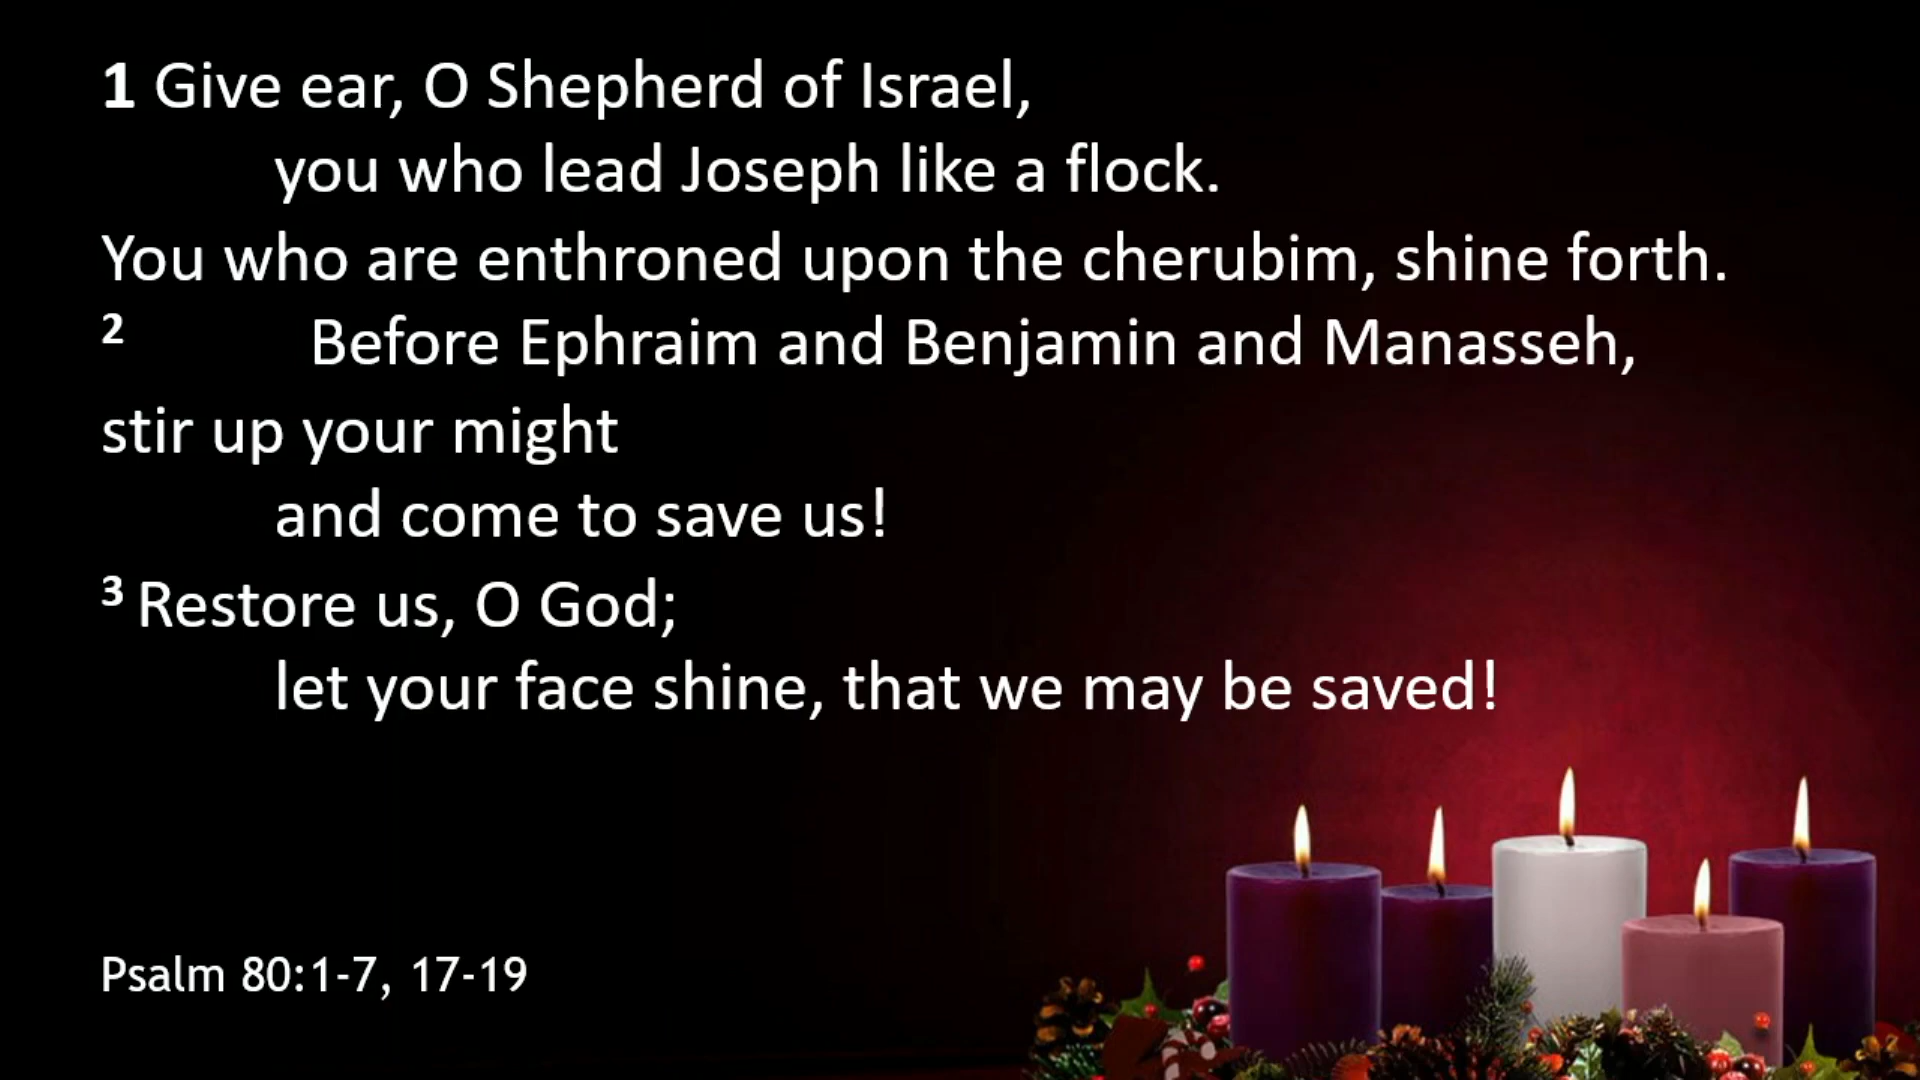 1 Give ear, O Shepherd of Israel,
you who lead Joseph like a flock.
You who are enthroned upon the cherubim, shine forth.
2 Before Ephraim and Benjamin and Manasseh,
stir up your might
and come to save us!
3 Restore us, O God;
let your face shine, that we may be saved!
Psalm 80:1-7, 17-19